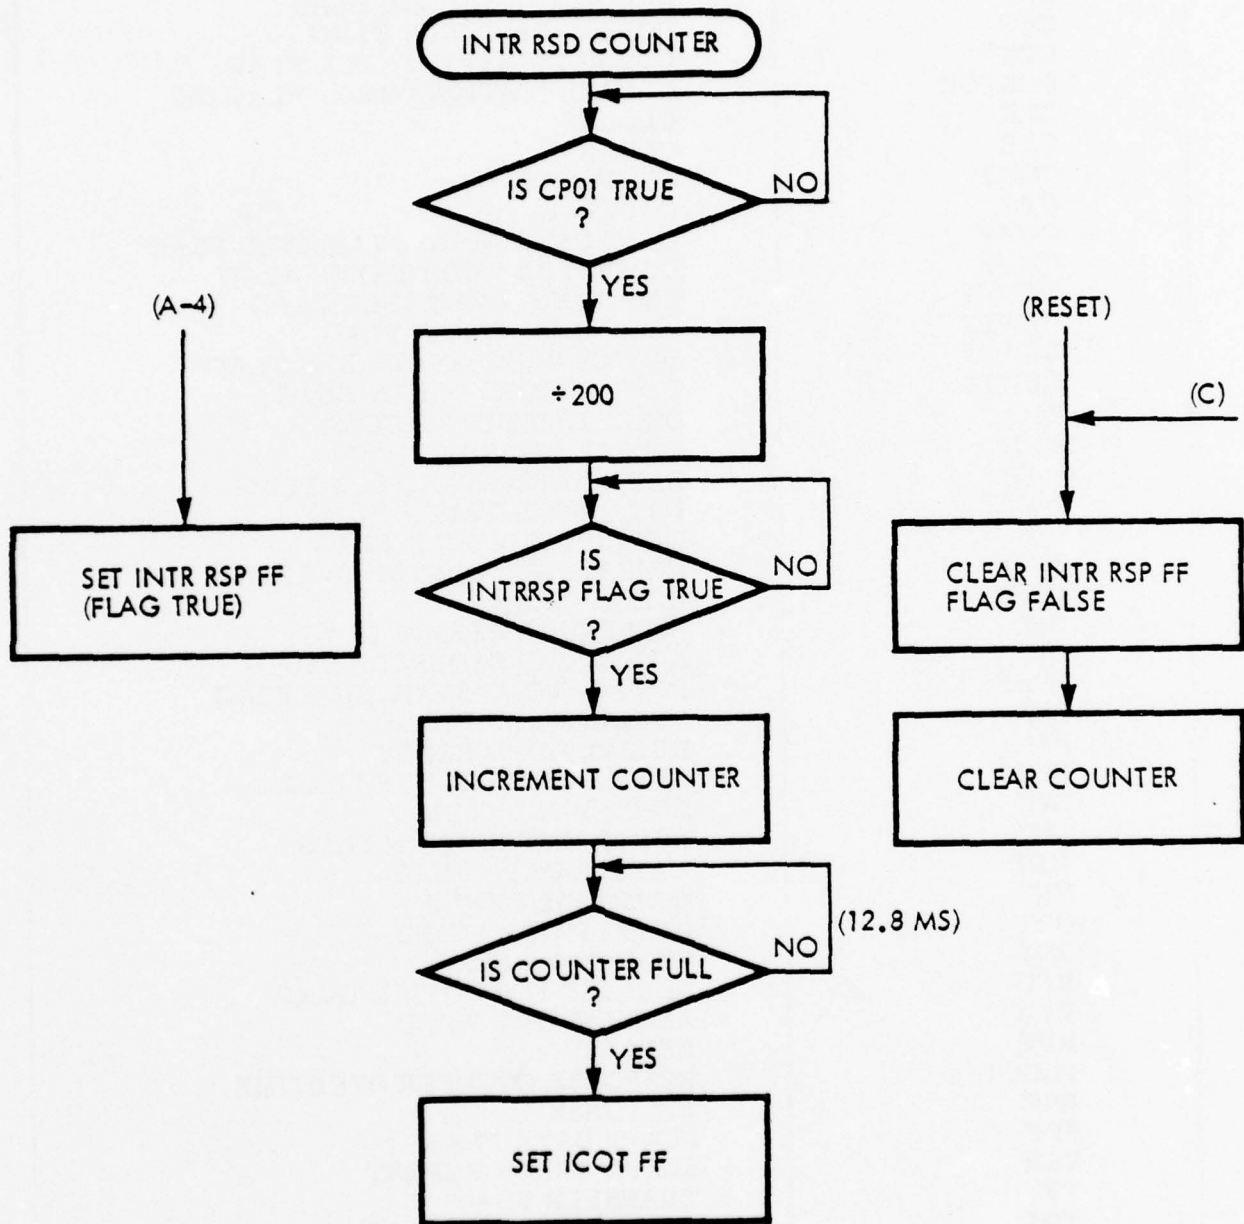 INTR RSD COUNTER
IS CP01 TRUE
?
NO
YES
(A-4)
(RESET)
÷200
(C)
SET INTR RSP FF
(FLAG TRUE)
IS
INTRRSP FLAG TRUE
?
NO
YES
CLEAR INTR RSP FF
FLAG FALSE
INCREMENT COUNTER
CLEAR COUNTER
IS COUNTER FULL
?
NO
(12.8 MS)
YES
SET ICOT FF